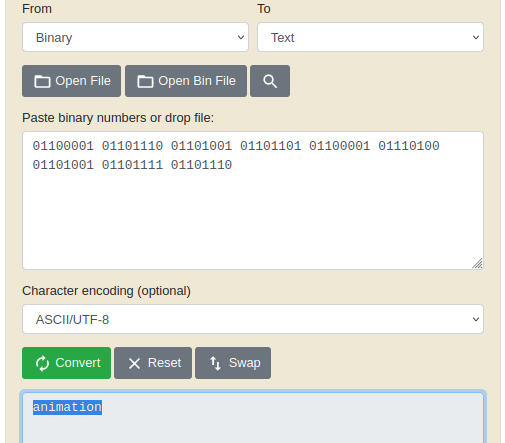 From To
Binary Text
Open File Open Bin File
Paste binary numbers or drop file:
01100001 01101110 01101001 01101101 01100001 01110100
01101001 01101111 01101110
Character encoding (optional)
ASCII/UTF-8
Convert Reset Swap
animation